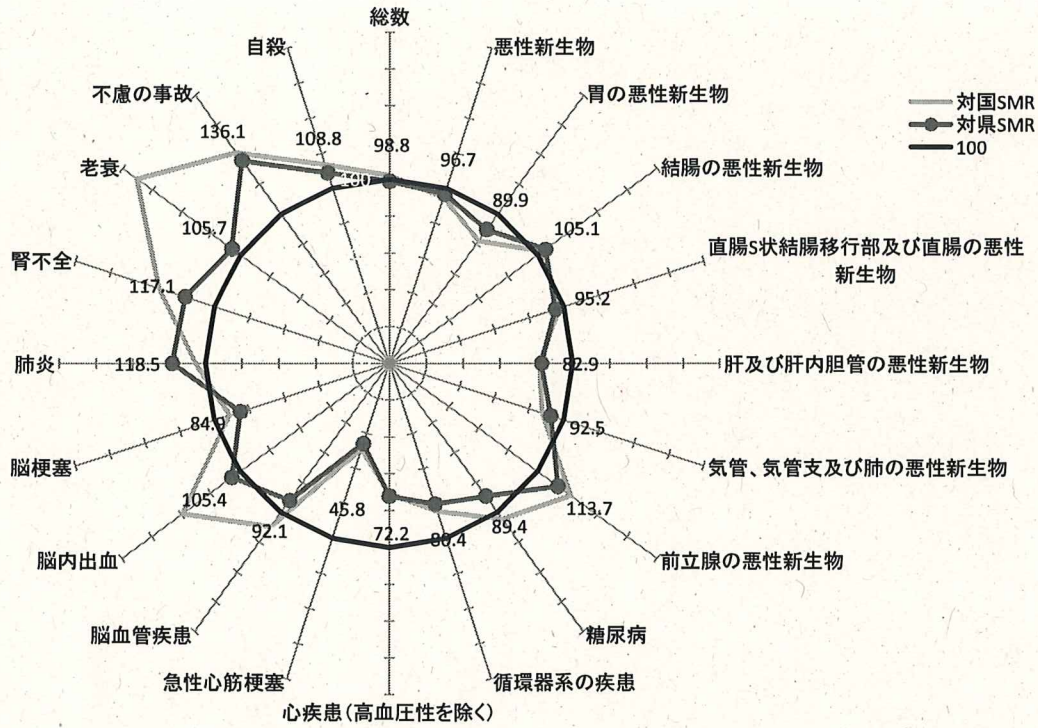 総数
自殺
悪性新生物
不慮の事故
胃の悪性新生物
対国SMR
対県SMR
100
136.1
108.8
98.8
96.7
老衰
結腸の悪性新生物
100
89.9
105.7
105.1
直腸S状結腸移行部及び直腸の悪性
新生物
腎不全
117.1
95.2
肺炎
118.5
82.9
肝及び肝内胆管の悪性新生物
84.9
92.5
脳梗塞
気管、気管支及び肺の悪性新生物
105.4
113.7
45.8
92.1
72.2
89.4
脳内出血
前立腺の悪性新生物
脳血管疾患
糖尿病
急性心筋梗塞
循環器系の疾患
心疾患(高血圧性を除く)